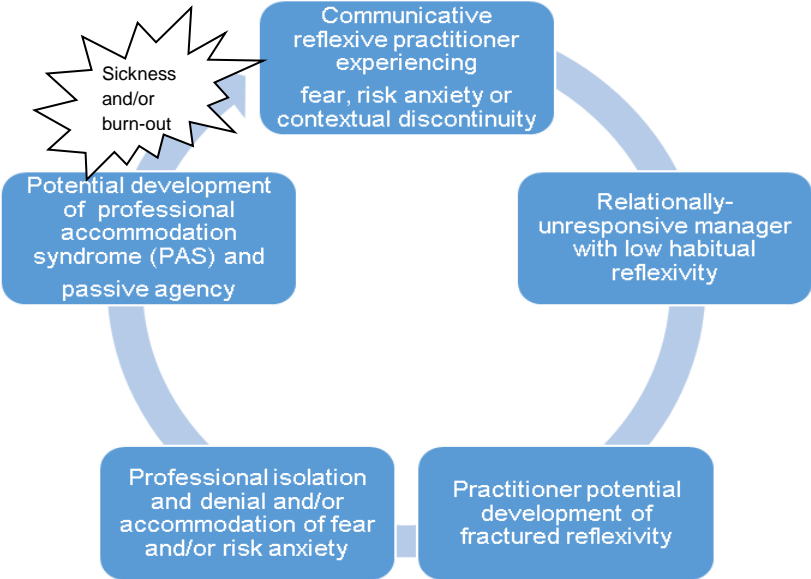 Communicative
reflexive practitioner
experiencing
fear, risk anxiety or
contextual discontinuity
Relationally-
unresponsive manager
with low habitual
reflexivity
Practitioner potential
development of
fractured reflexivity
Professional isolation
and denial and/or
accommodation of fear
and/or risk anxiety
Potential development
of professional
accommodation
syndrome (PAS) and
passive agency
Sickness
and/or
burn-out